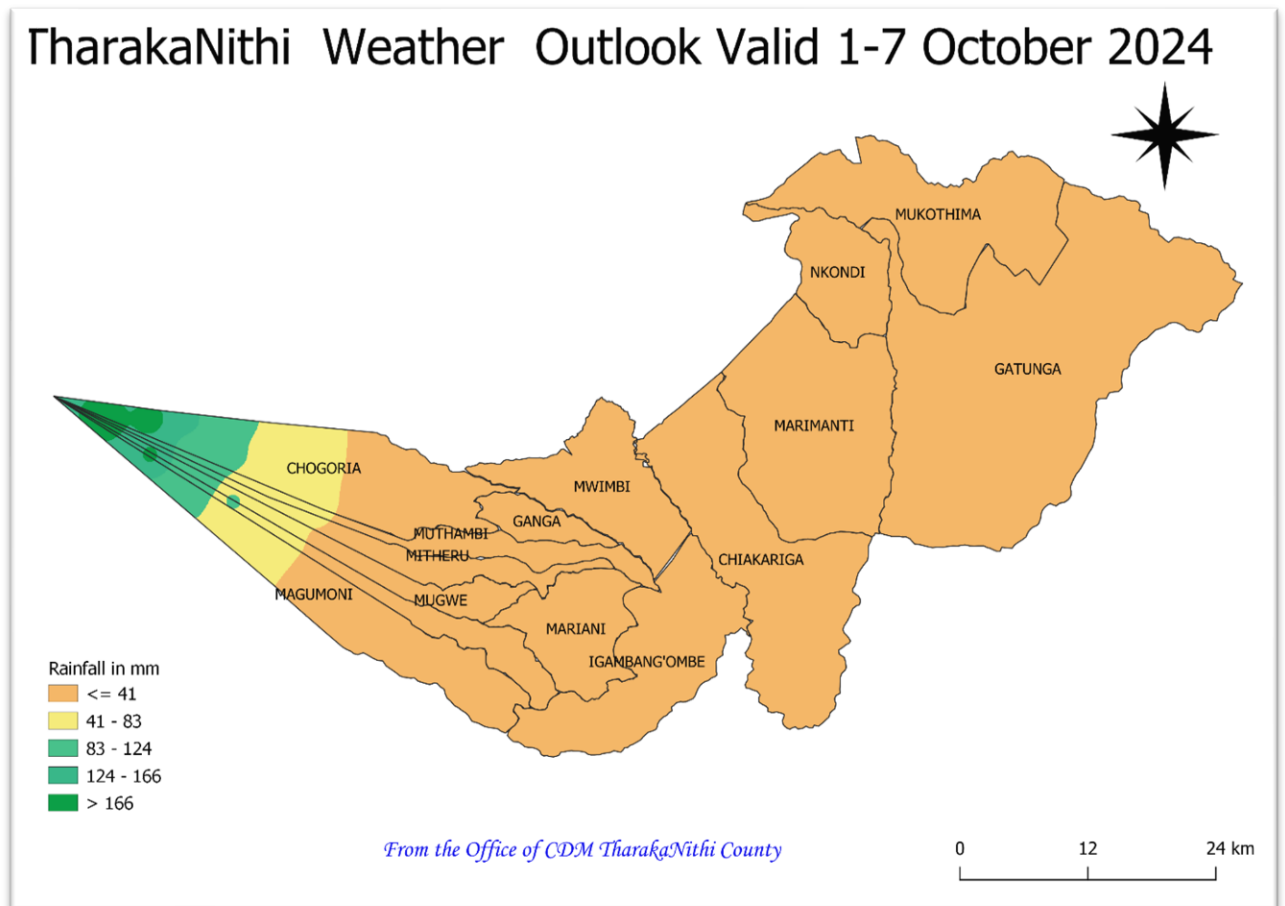 TharakaNithi Weather Outlook Valid 1-7 October 2024
MUKOTHIMA
NKONDI
GATUNGA
MARIMANTI
CHOGORIA
MWIMBI
GANGA
MUTHAMBI
MITHERU
CHIAKARIGA
MAGUMONI
MUGWE
MARIANI
IGAMBANG'OMBE
Rainfall in mm
<= 41
41 - 83
83 - 124
124 - 166
> 166
From the Office of CDM TharakaNithi County
0 12 24 km